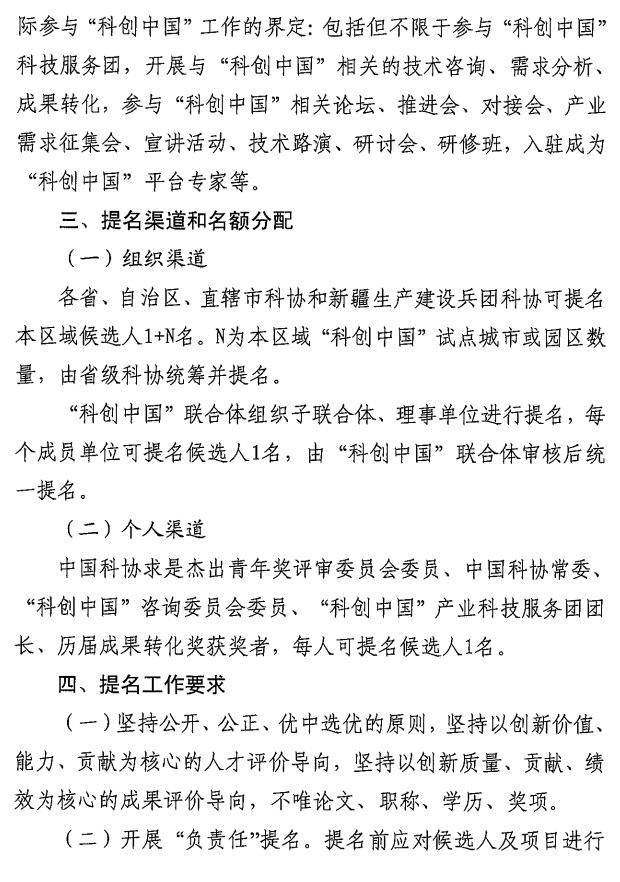 际参与“科创中国”工作的界定：包括但不限于参与“科创中国”
科技服务团，开展与“科创中国”相关的技术咨询、需求分析、
成果转化，参与“科创中国”相关论坛、推进会、对接会、产业
需求征集会、宣讲活动、技术路演、研讨会、研修班，入驻成为
“科创中国”平台专家等。
三、提名渠道和名额分配
（一）组织渠道
各省、自治区、直辖市科协和新疆生产建设兵团科协可提名
本区域候选人1+N名。N为本区域“科创中国”试点城市或园区数
量，由省级科协统筹并提名。
“科创中国”联合体组织子联合体、理事单位进行提名，每
个成员单位可提名候选人1名，由“科创中国”联合体审核后统
一提名。
（二）个人渠道
中国科协求是杰出青年奖评审委员会委员、中国科协常委、
“科创中国”咨询委员会委员、“科创中国”产业科技服务团团
长、历届成果转化奖获奖者，每人可提名候选人1名。
四、提名工作要求
（一）坚持公开、公正、优中选优的原则，坚持以创新价值、
能力、贡献为核心的人才评价导向，坚持以创新质量、贡献、绩
效为核心的成果评价导向，不唯论文、职称、学历、奖项。
（二）开展“负责任”提名。提名前应对候选人及项目进行